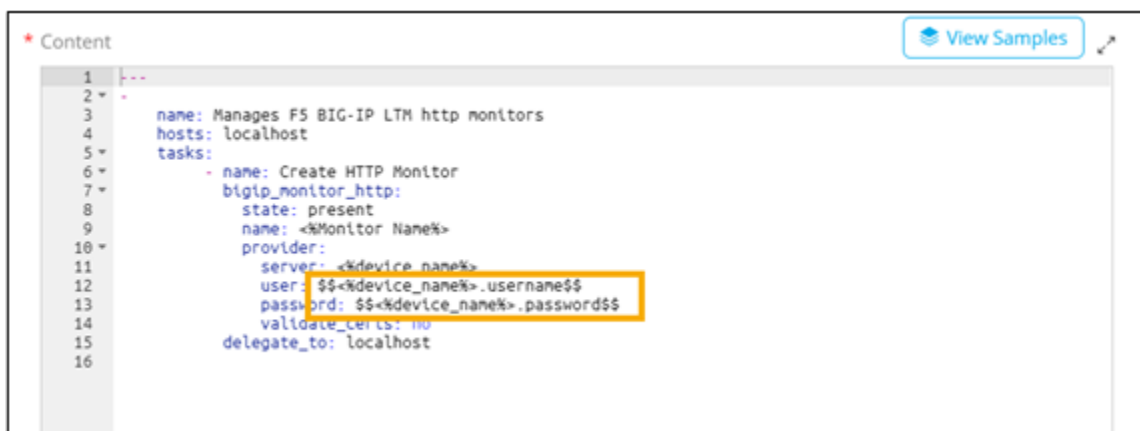 * Content
View Samples
1 ---
2 -
3 name: Manages F5 BIG-IP LTM http monitors
4 hosts: localhost
5 tasks:
6 - name: Create HTTP Monitor
7 bigip_monitor_http:
8 state: present
9 name: <%Monitor Name%>
10 provider:
11 server: <%device_name%>
12 user: $$<%device_name%>.username$$
13 password: $$<%device_name%>.password$$
14 validate_certs: no
15 delegate_to: localhost
16